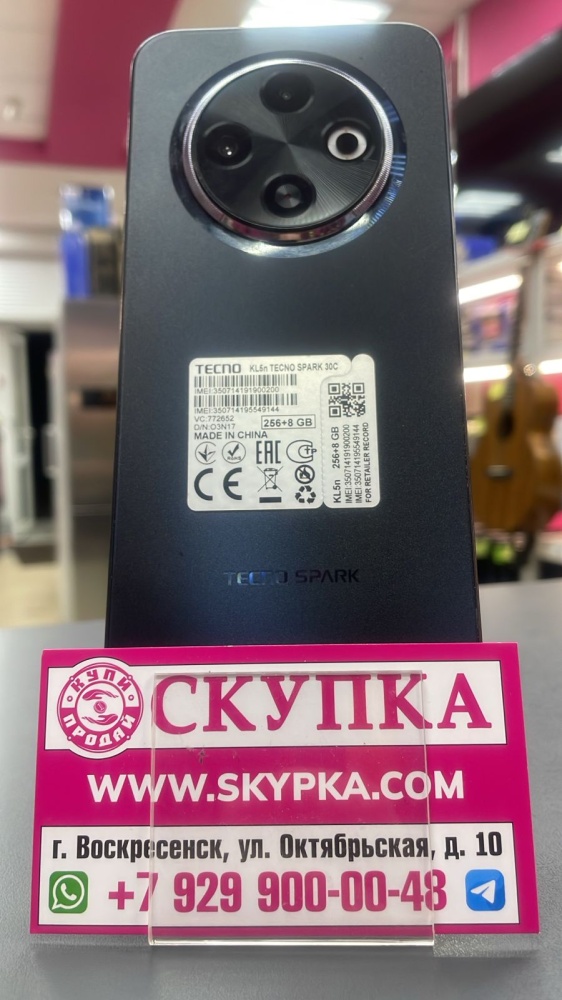 TECNO KL5n TECNO SPARK 30C
IMEI:350714191900200
IMEI:350714195549144
VC:772652
D/N:O3N17
256+8 GB
MADE IN CHINA
EAC
CE
KL5n 256+8 GB
IMEI:350714191900200
IMEI:350714195549144
FOR RETAILER RECORD
TECNO SPARK
КУПИ
ПРОДАЙ
СКУПКА
WWW.SKYPKA.COM
г. Воскресенск, ул. Октябрьская, д. 10
+7 929 900-00-48